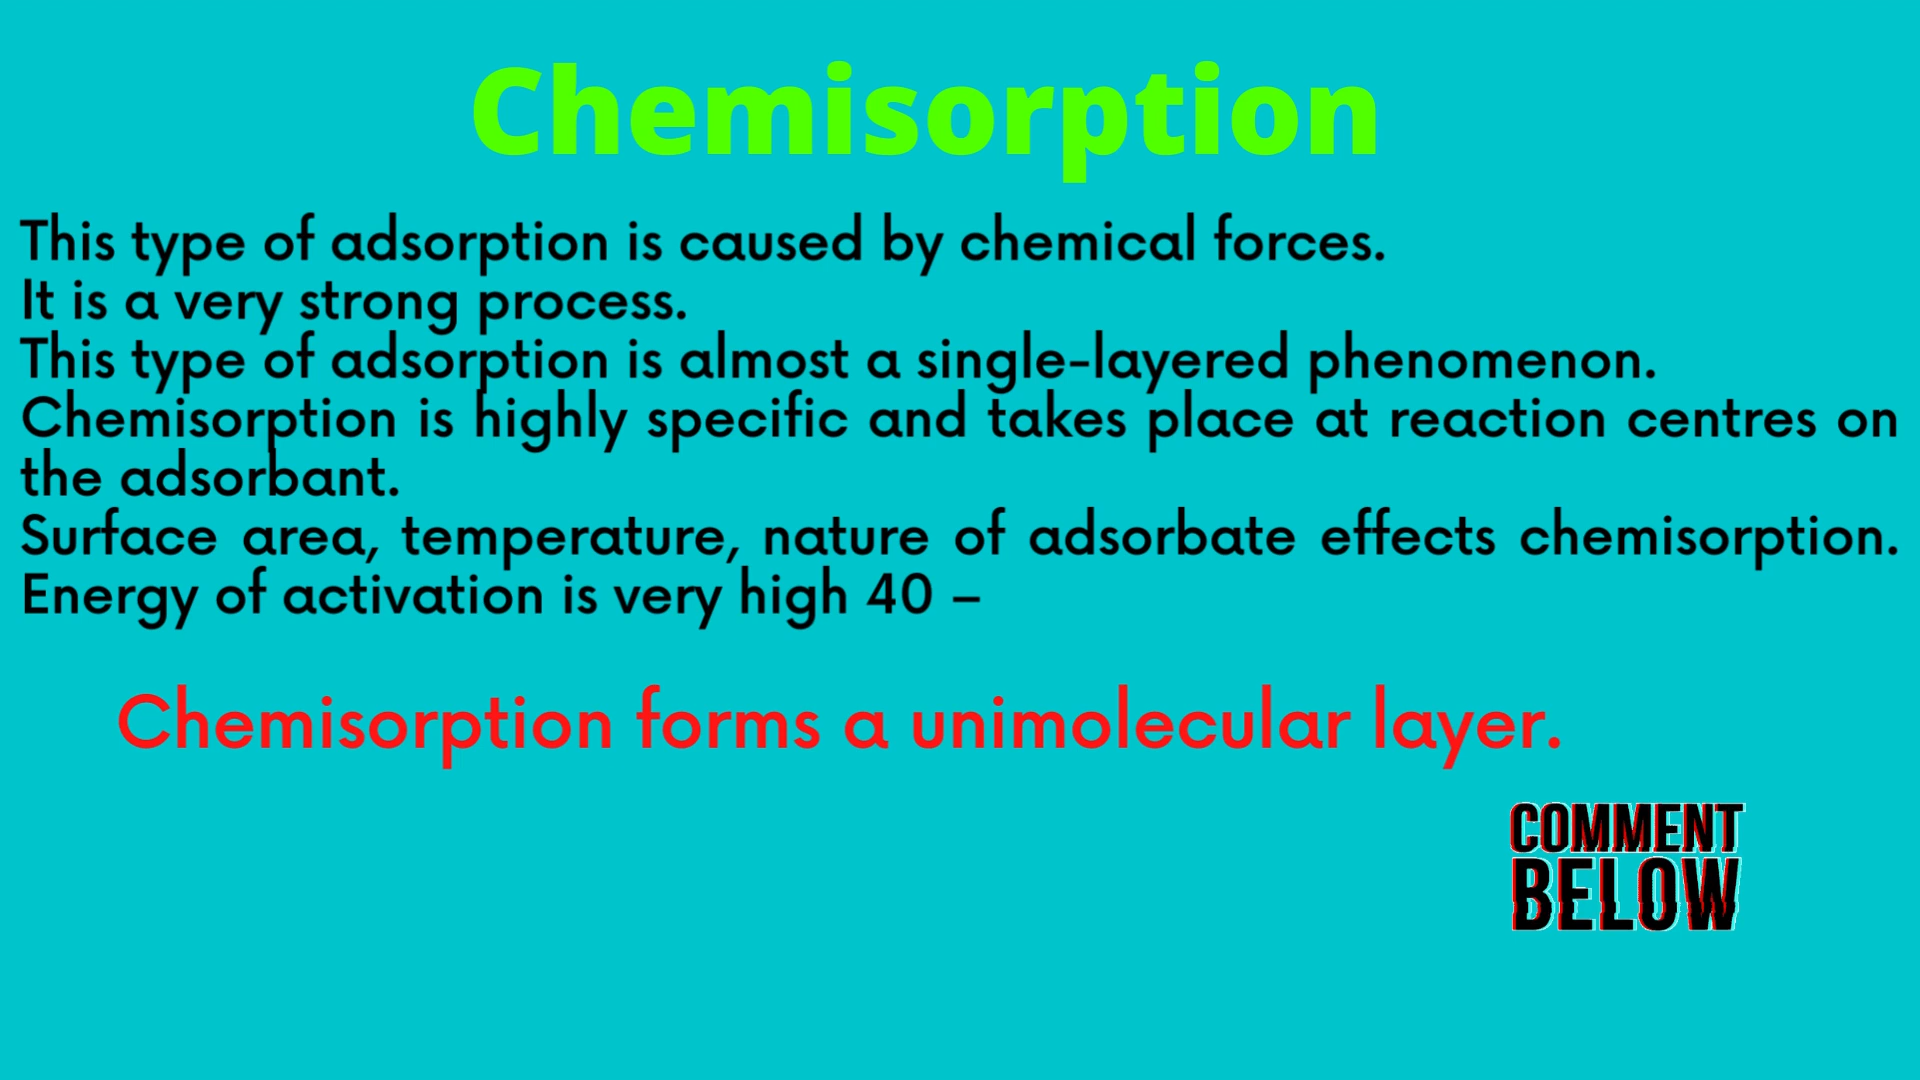 Chemisorption
This type of adsorption is caused by chemical forces.
It is a very strong process.
This type of adsorption is almost a single-layered phenomenon.
Chemisorption is highly specific and takes place at reaction centres on
the adsorbant.
Surface area, temperature, nature of adsorbate effects chemisorption.
Energy of activation is very high 40 –
Chemisorption forms a unimolecular layer.
COMMENT
BELOW